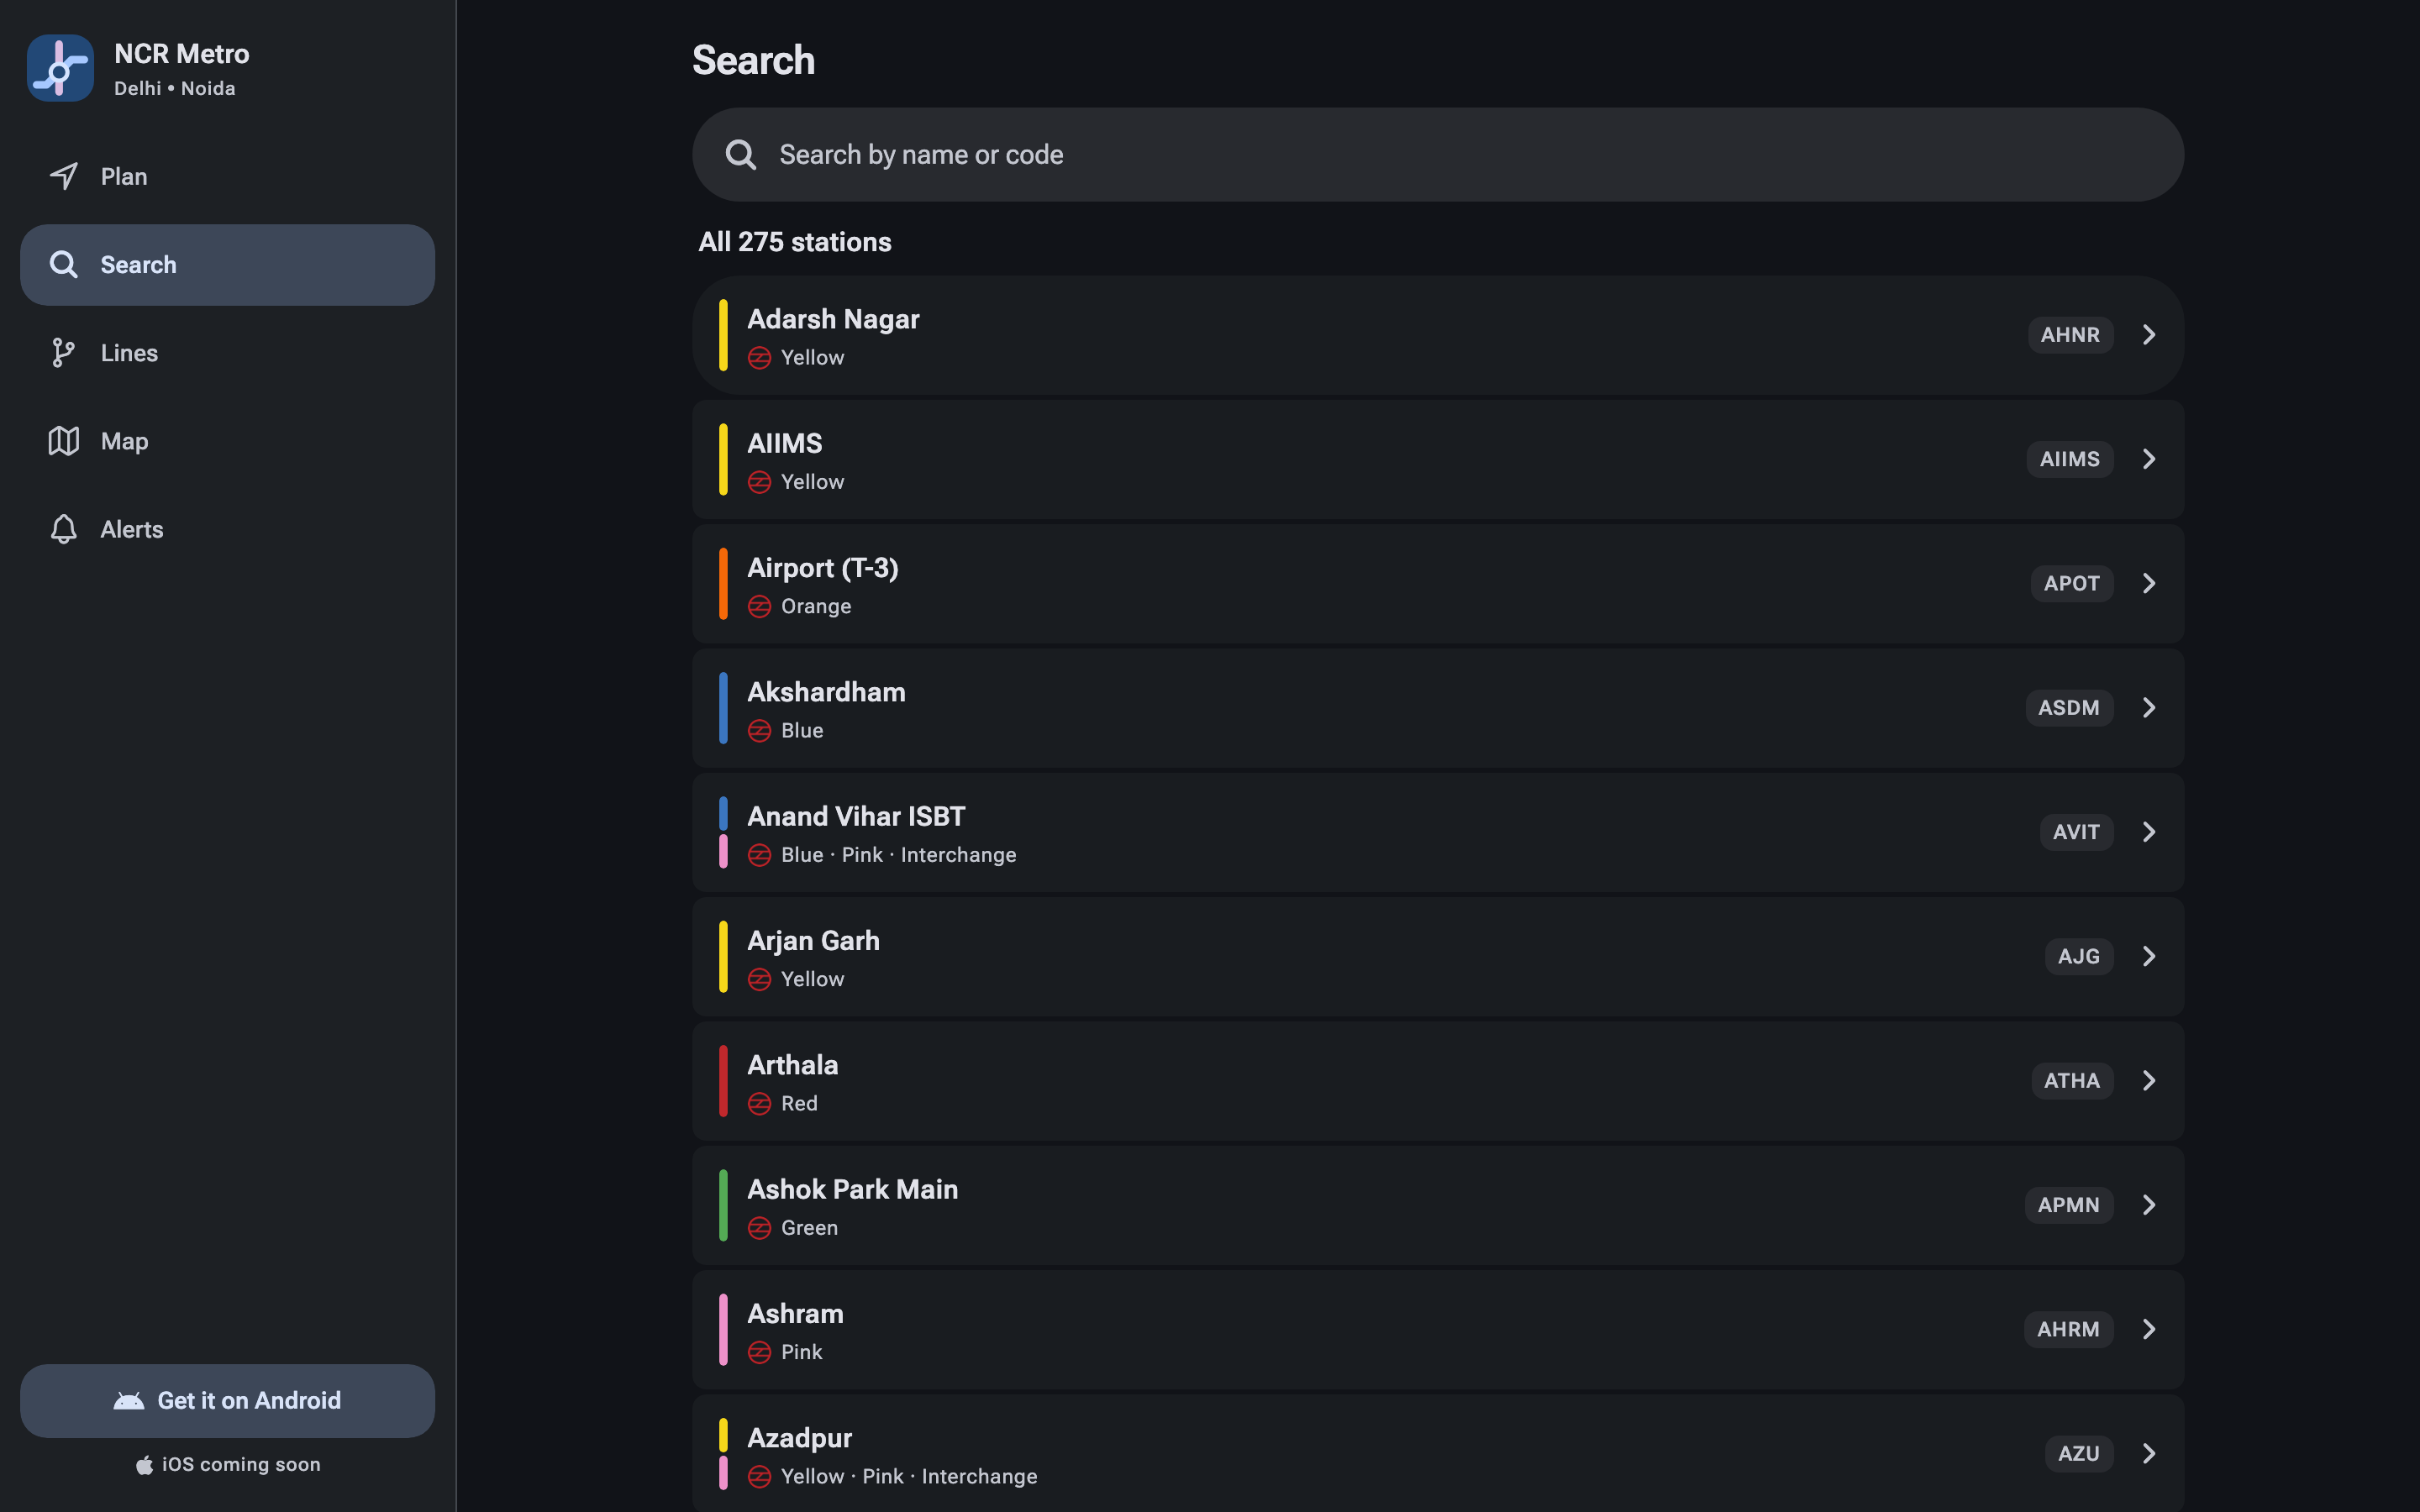 NCR Metro
Delhi • Noida
Plan
Search
Lines
Map
Alerts
Get it on Android
iOS coming soon
Search
Search by name or code
All 275 stations
Adarsh Nagar
Yellow
AHNR
AIIMS
Yellow
AIIMS
Airport (T-3)
Orange
APOT
Akshardham
Blue
ASDM
Anand Vihar ISBT
Blue · Pink · Interchange
AVIT
Arjan Garh
Yellow
AJG
Arthala
Red
ATHA
Ashok Park Main
Green
APMN
Ashram
Pink
AHRM
Azadpur
Yellow · Pink · Interchange
AZU